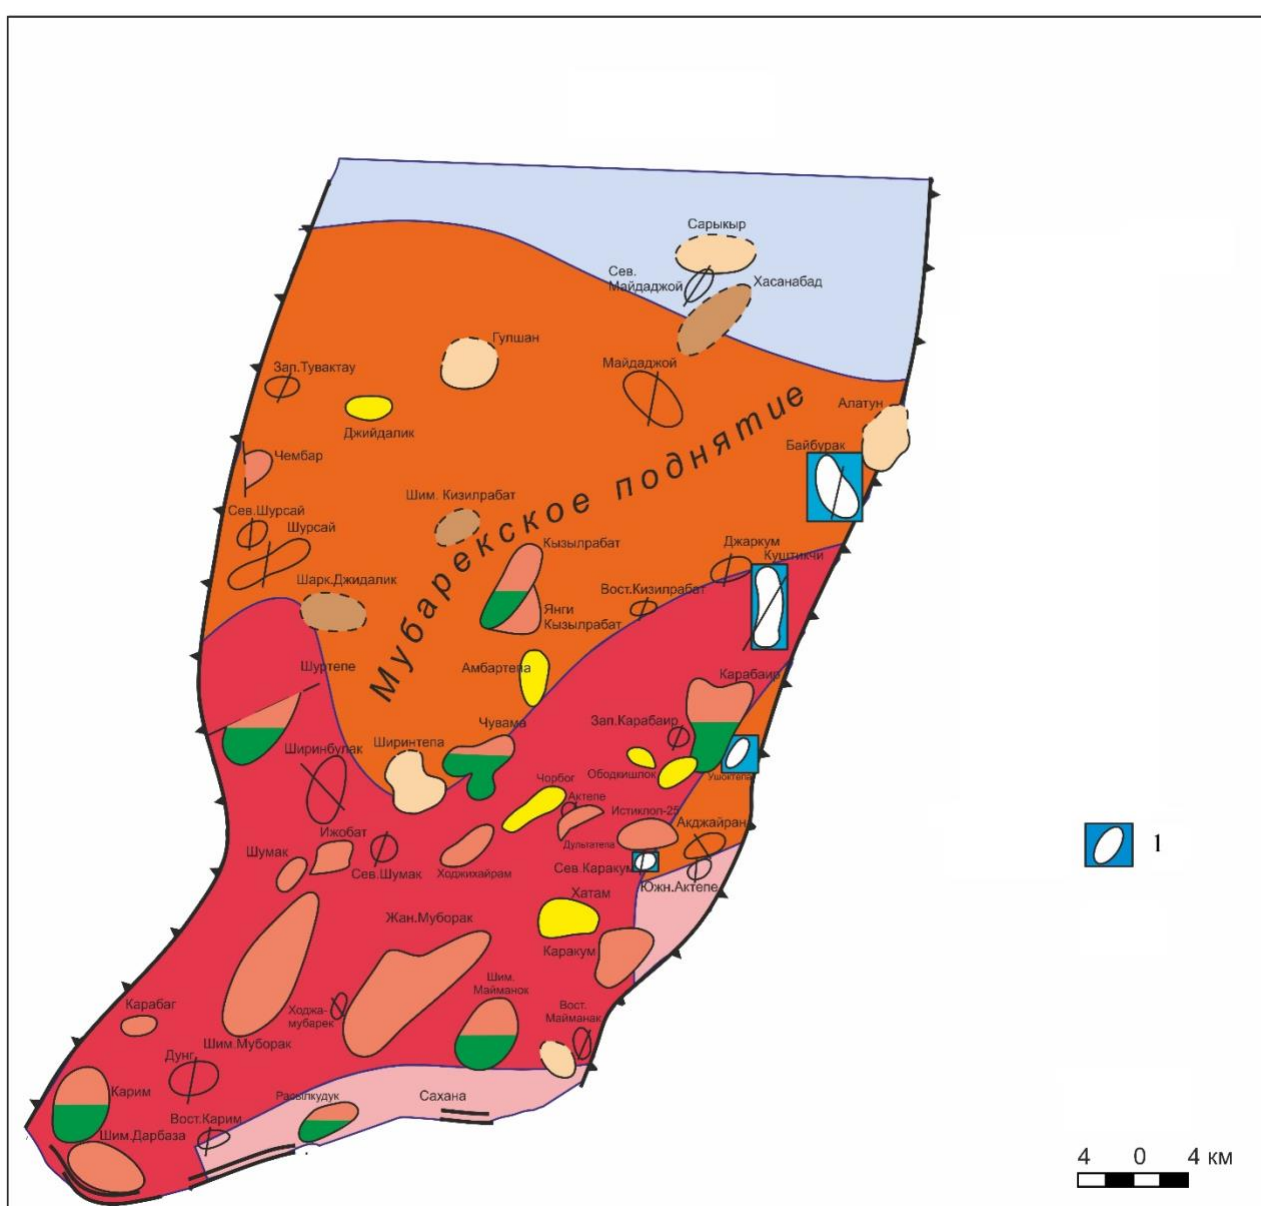 Сарыкыр
Сев.
Майдаджой
Хасанабад
Гулшан
Зап.Тувактау
Майдаджой
Джийдалик
Алатун
Байбурак
Чембар
Мубарекское поднятие
Шим. Кизилрабат
Сев.Шурсай
Шурсай
Кызылрабат
Джаркум
Куштикчи
Шарк.Джидалик
Вост.Кизилрабат
Янги
Кызылрабат
Шуртепе
Амбартепа
Карабаир
Чувама
Зап.Карабаир
Ширинтепа
Ширинбулак
Ободкишлок
Ушоктепа
Чорбог
Актепе
Истиклол-25
Акджайран
Ижобат
Дультатепа
Шумак
Сев.Шумак
Ходжихайрам
Сев.Каракум
Южн.Актепе
Хатам
Жан.Муборак
Каракум
Шим.
Майманок
Карабаг
Ходжа-
мубарек
Вост.
Майманак
Шим.Муборак
Дунг
Карим
Расылкудук
Сахана
Вост.Карим
Шим.Дарбаза
1
4 0 4 км